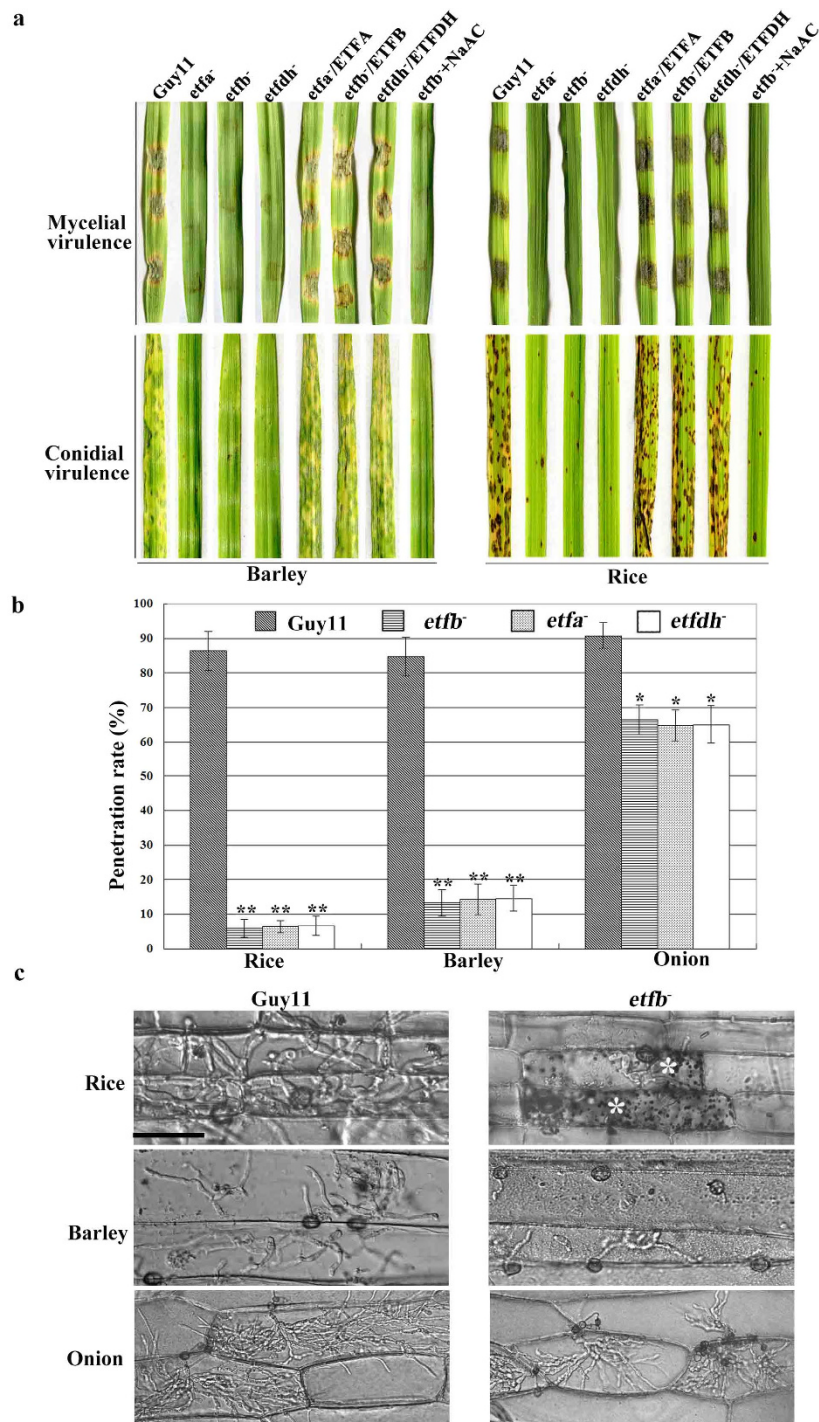 a
Guy11 etfa- etfb- etfdh- etfa-/ETFA etfb-/ETFB etfdh-/ETFDH etfb-+NaAC Guy11 etfa- etfb- etfdh- etfa-/ETFA etfb-/ETFB etfdh-/ETFDH etfb-+NaAC
Mycelial
virulence
Conidial
virulence
Barley Rice
b
Penetration rate (%)
100
90
80
70
60
50
40
30
20
10
0
Guy11 etfb- etfa- etfdh-
* * *
** ** **
** ** **
Rice Barley Onion
c
Guy11 etfb-
Rice
*
*
Barley
Onion